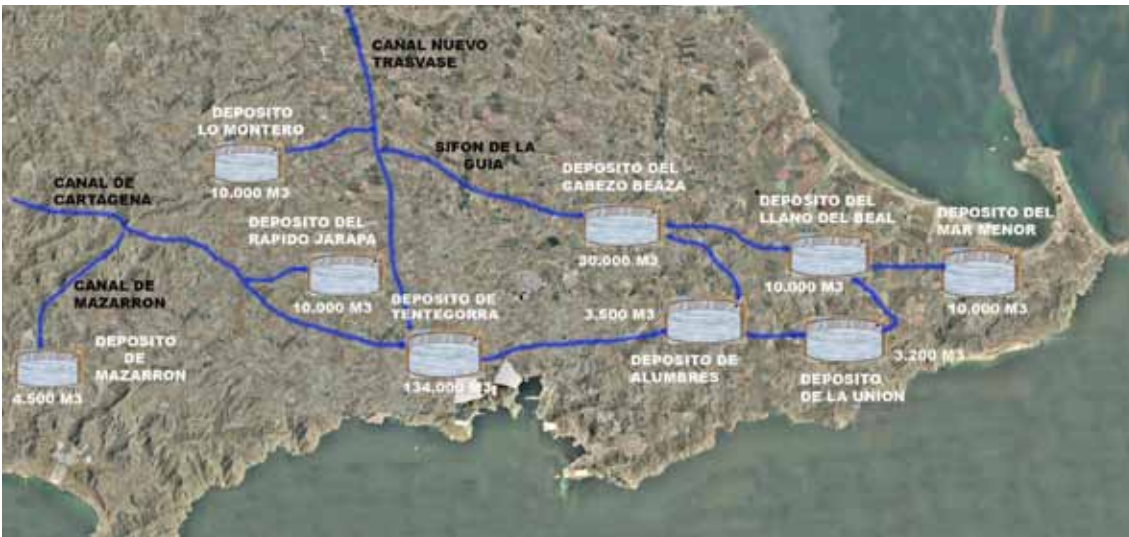 CANAL NUEVO
TRASVASE
DEPOSITO
LO MONTERO
10.000 M3
SIFON DE LA
GUIA
CANAL DE
CARTAGENA
DEPOSITO DEL
CABEZO BEAZA
30.000 M3
DEPOSITO DEL
LLANO DEL BEAL
10.000 M3
DEPOSITO DEL
MAR MENOR
10.000 M3
DEPOSITO DEL
RAPIDO JARAPA
10.000 M3
CANAL DE
MAZARRON
DEPOSITO DE
TENTEGORRA
134.000 M3
3.500 M3
DEPOSITO DE
ALUMBRES
3.200 M3
DEPOSITO
DE LA UNION
DEPOSITO
DE
MAZARRON
4.500 M3